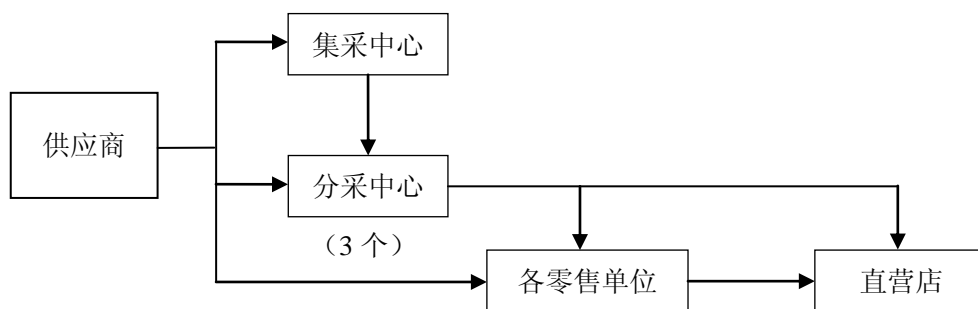 集采中心
供应商
分采中心
（3 个）
各零售单位
直营店